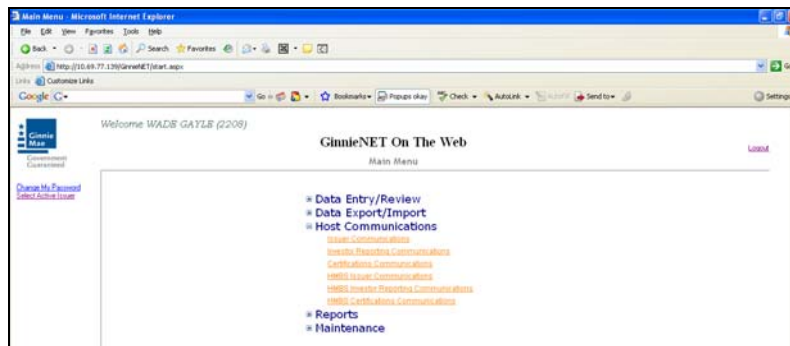 Main Menu - Microsoft Internet Explorer
File Edit View Favorites Tools Help
Back Search Favorites
Address http://10.69.77.139/GinnieNET/start.aspx Go
Links Customize Links
Google G Go Bookmarks Popups okay Check AutoLink AutoFill Send to Settings
Welcome WADE GAYLE (2208)
Ginnie Mae
Government Guaranteed
GinnieNET On The Web
Logout
Main Menu
Change My Password
Select Active Issuer
Data Entry/Review
Data Export/Import
Host Communications
Issuer Communications
Investor Reporting Communications
Certifications Communications
HMBS Issuer Communications
HMBS Investor Reporting Communications
HMBS Certifications Communications
Reports
Maintenance